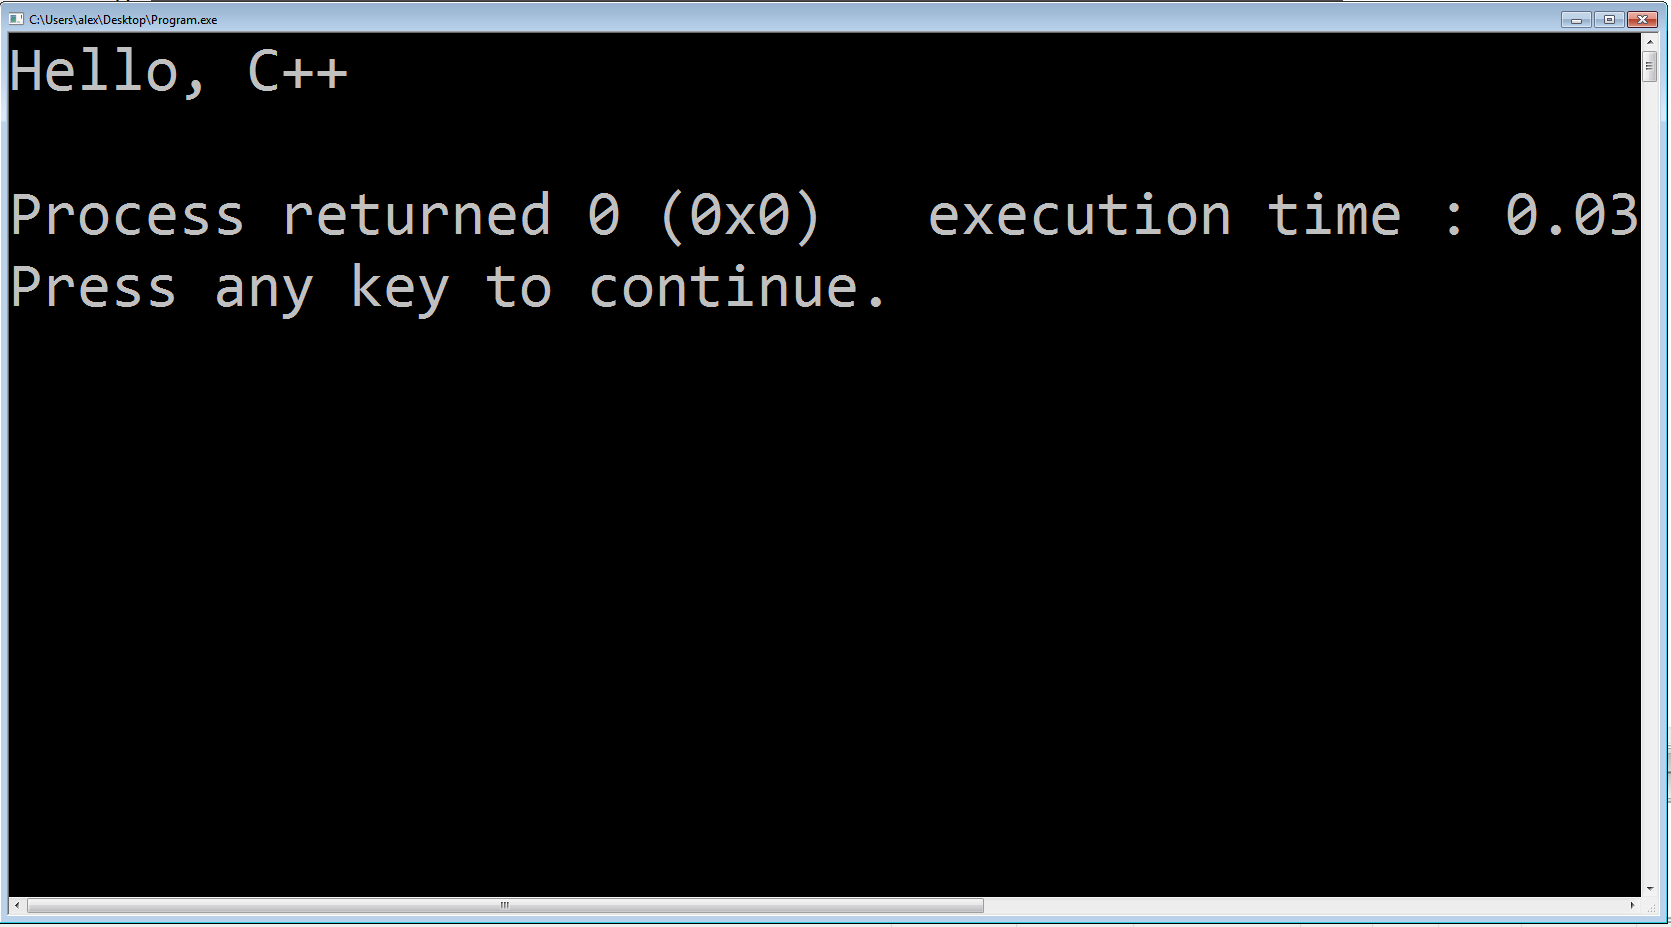 C:\Users\alex\Desktop\Program.exe
Hello, C++
Process returned 0 (0x0)   execution time : 0.03
Press any key to continue.